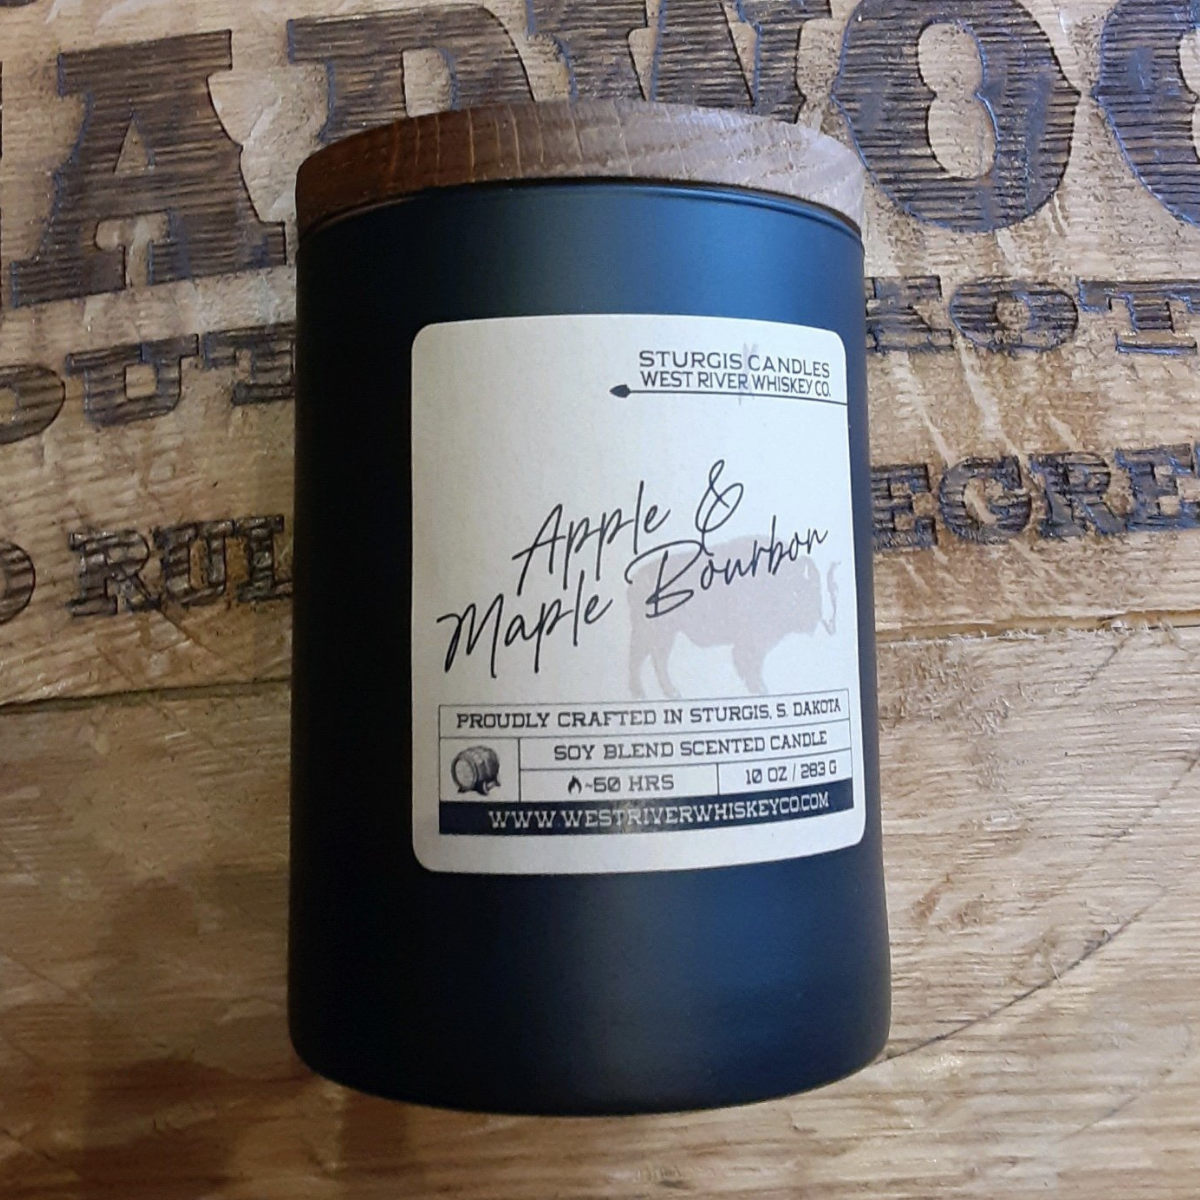 STURGIS CANDLES
WEST RIVER WHISKEY CO.
Apple &
Maple Bourbon
PROUDLY CRAFTED IN STURGIS, S. DAKOTA
SOY BLEND SCENTED CANDLE
~50 HRS
10 OZ / 283 G
WWW.WESTRIVERWHISKEYCO.COM